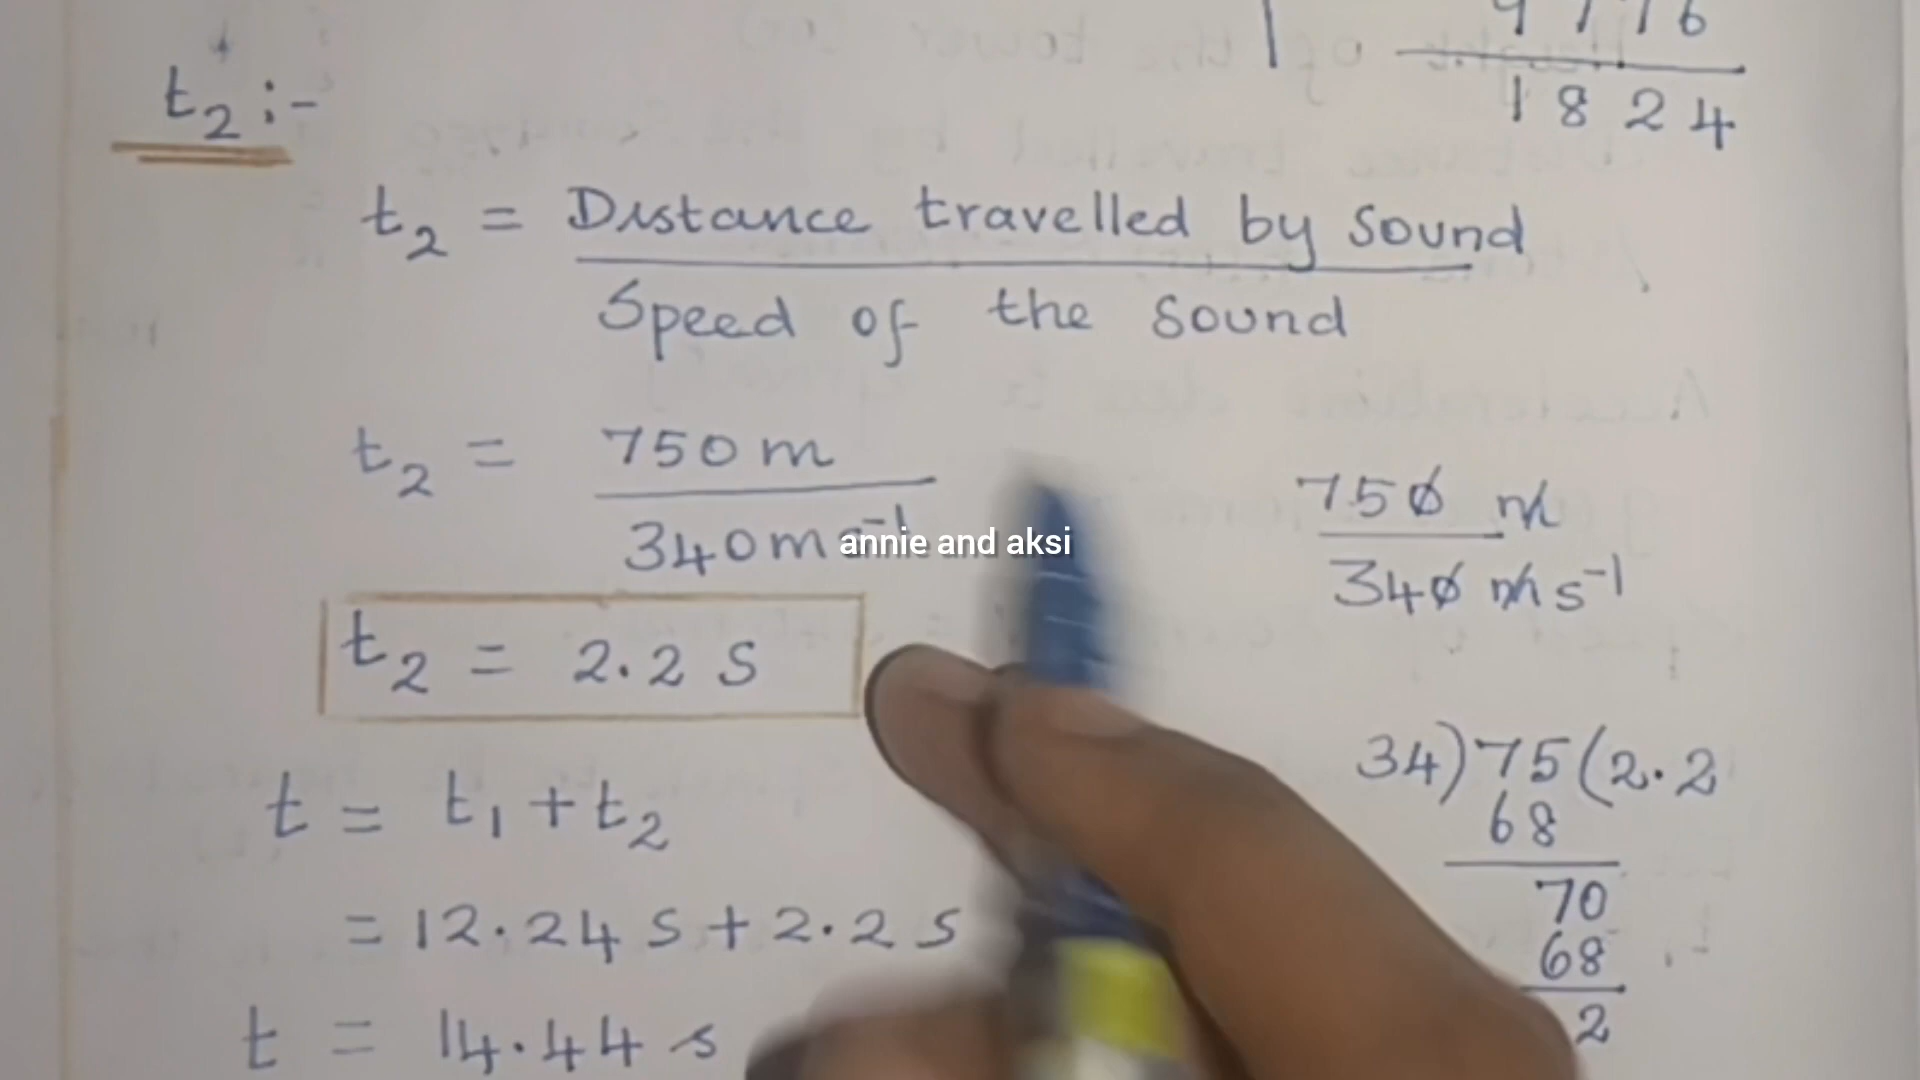 9776
1824
t₂ :-
t₂ = Distance travelled by Sound
Speed of the Sound
t₂ = 750 m
340 m s⁻¹
annie and aksi
750 m
340 m s⁻¹
t₂ = 2.2 S
34)75(2.2
68
70
68
2
t = t₁ + t₂
= 12.24 s + 2.2 s
t = 14.44 s